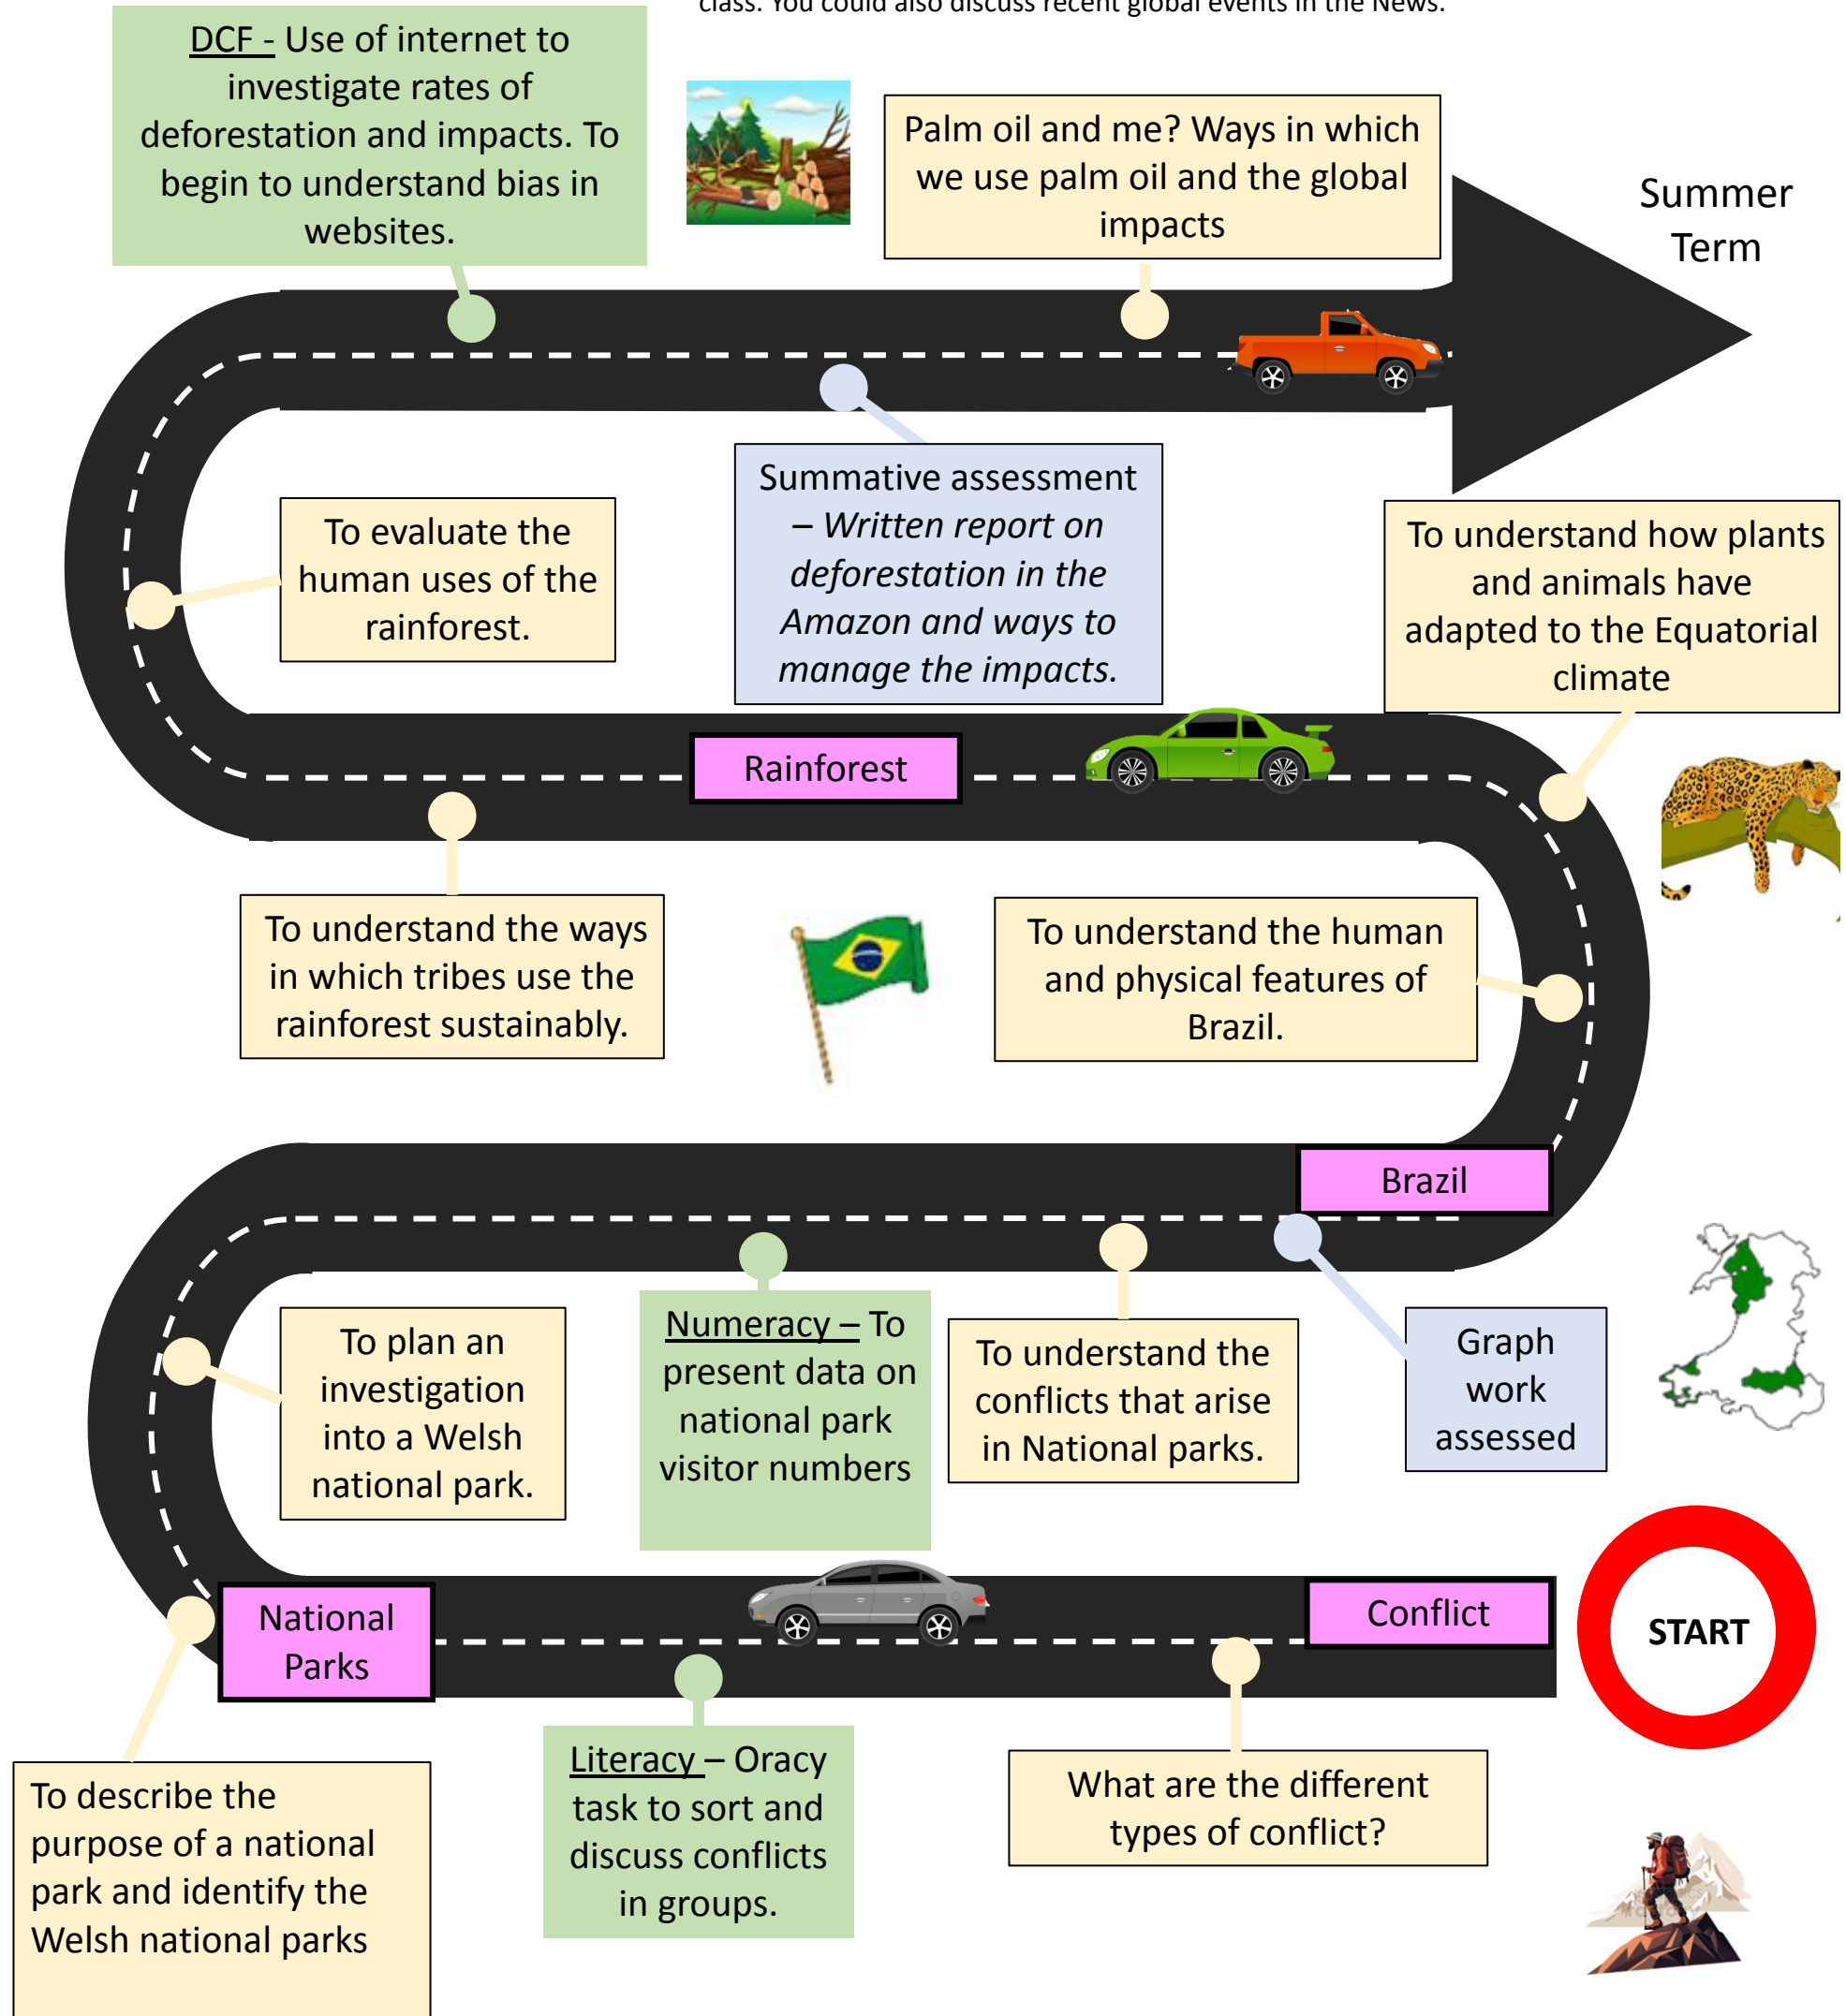 class. You could also discuss recent global events in the News.
DCF - Use of internet to
investigate rates of
deforestation and impacts. To
begin to understand bias in
websites.
Palm oil and me? Ways in which
we use palm oil and the global
impacts
Summer
Term
To evaluate the
human uses of the
rainforest.
Summative assessment
– Written report on
deforestation in the
Amazon and ways to
manage the impacts.
To understand how plants
and animals have
adapted to the Equatorial
climate
Rainforest
To understand the ways
in which tribes use the
rainforest sustainably.
To understand the human
and physical features of
Brazil.
Brazil
To plan an
investigation
into a Welsh
national park.
Numeracy – To
present data on
national park
visitor numbers
To understand the
conflicts that arise
in National parks.
Graph
work
assessed
National
Parks
Conflict
START
To describe the
purpose of a national
park and identify the
Welsh national parks
Literacy – Oracy
task to sort and
discuss conflicts
in groups.
What are the different
types of conflict?